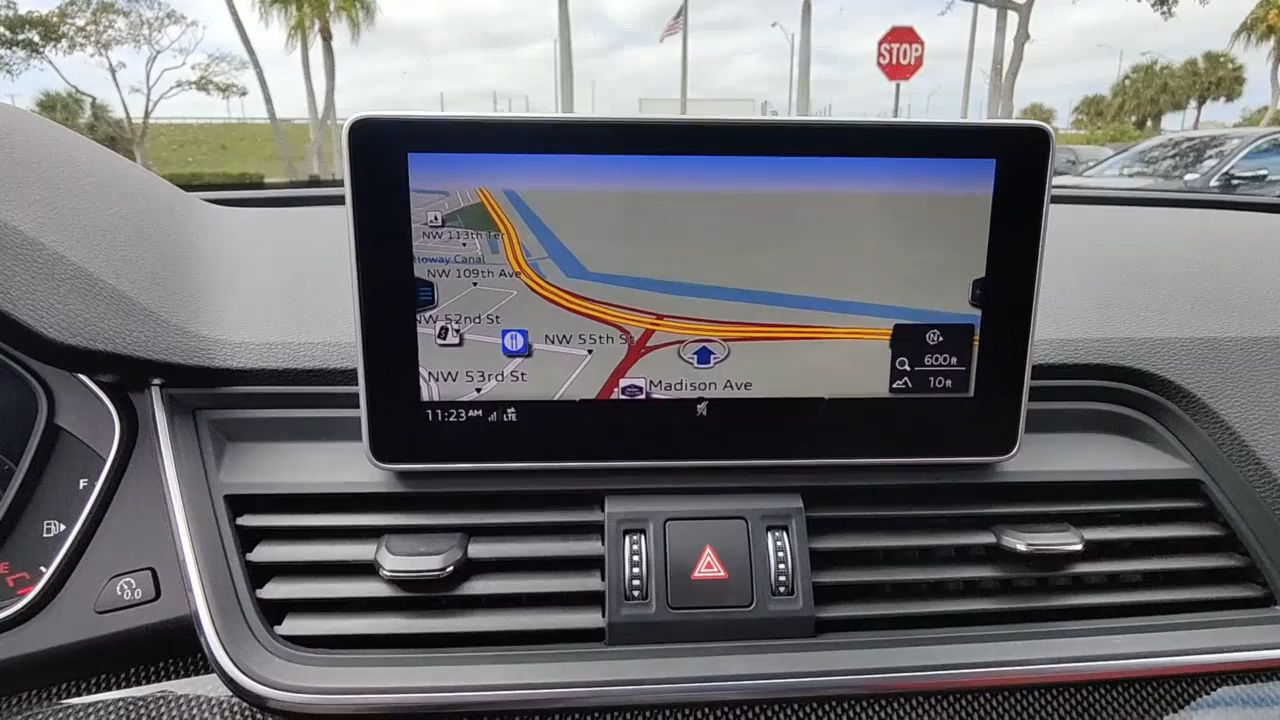 STOP
NW 113th Ter
lloway Canal
NW 109th Ave
NW 52nd St
NW 55th St
NW 53rd St
Madison Ave
N
600ft
10ft
11:23AM
LTE
F
E
0.0